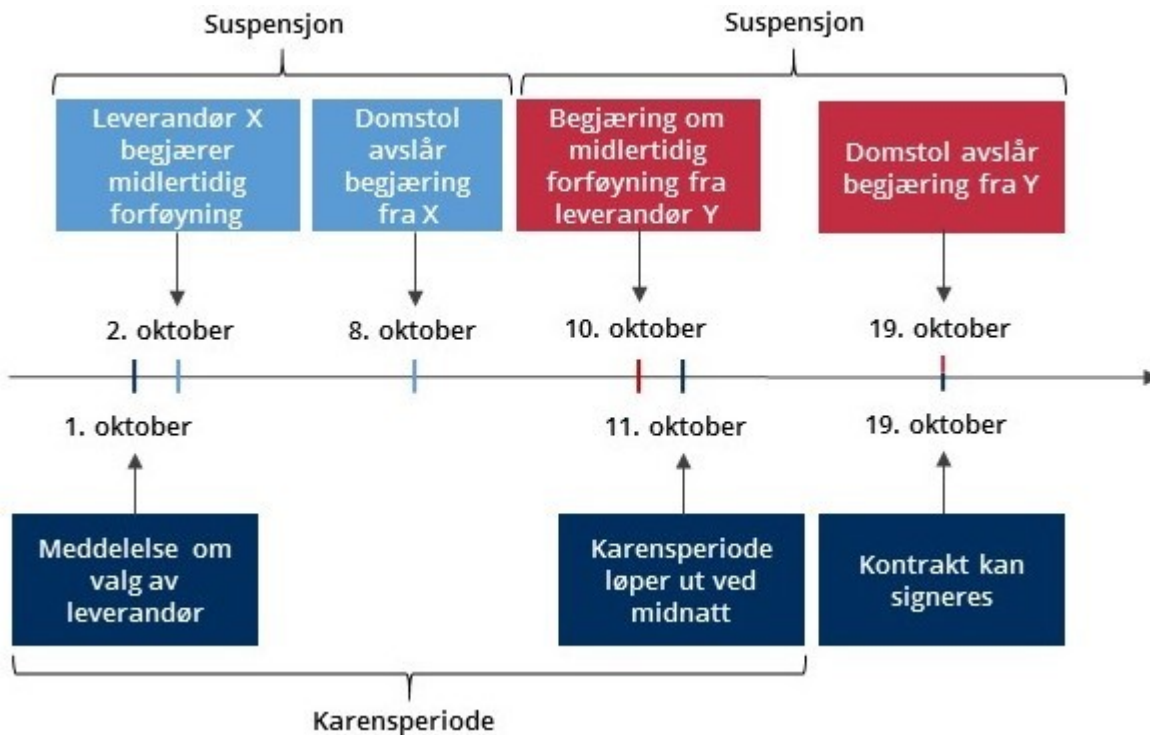 Suspensjon
Suspensjon
Leverandør X
begjærer
midlertidig
forføyning
Domstol
avslår
begjæring
fra X
Begjæring om
midlertidig
forføyning fra
leverandør Y
Domstol avslår
begjæring fra Y
2. oktober
8. oktober
10. oktober
19. oktober
1. oktober
11. oktober
19. oktober
Meddelelse om
valg av
leverandør
Karensperiode
løper ut ved
midnatt
Kontrakt kan
signeres
Karensperiode